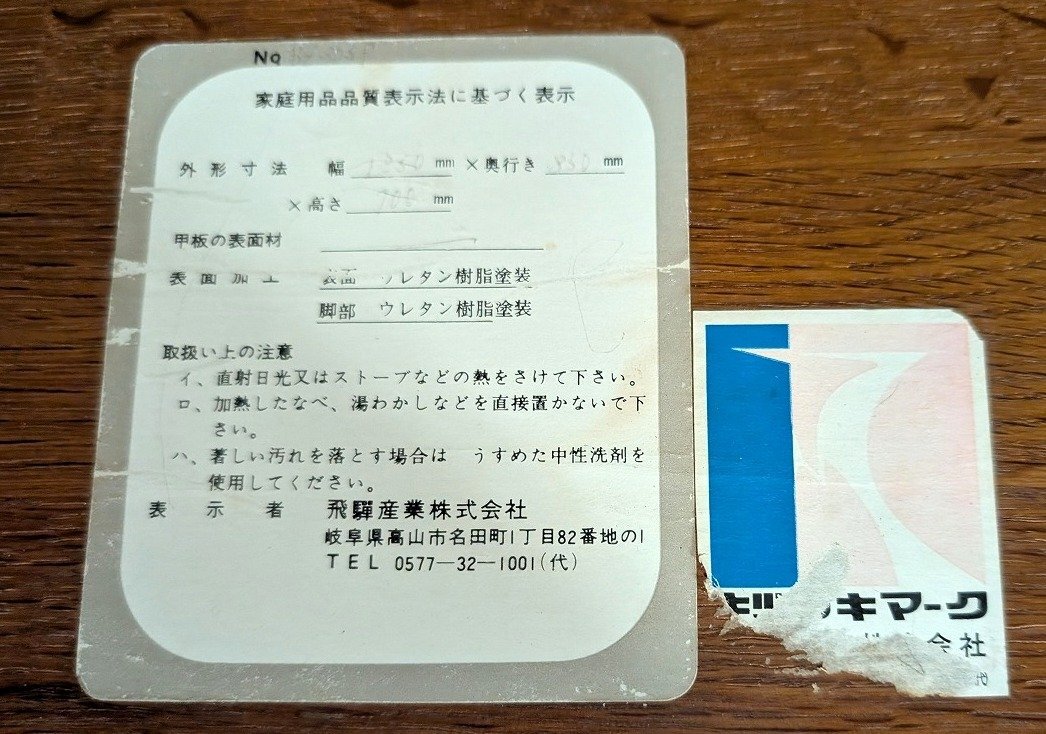 No
家庭用品品質表示法に基づく表示
外形寸法 幅 mm ×奥行き mm
×高さ mm
甲板の表面材
表面加工 表面 ウレタン樹脂塗装
脚部 ウレタン樹脂塗装
取扱い上の注意
イ、直射日光又はストーブなどの熱をさけて下さい。
ロ、加熱したなべ、湯わかしなどを直接置かないで下
さい。
ハ、著しい汚れを落とす場合は うすめた中性洗剤を
使用してください。
表示者 飛驒産業株式会社
岐阜県高山市名田町1丁目82番地の1
TEL 0577-32-1001(代)
キマーク
会社